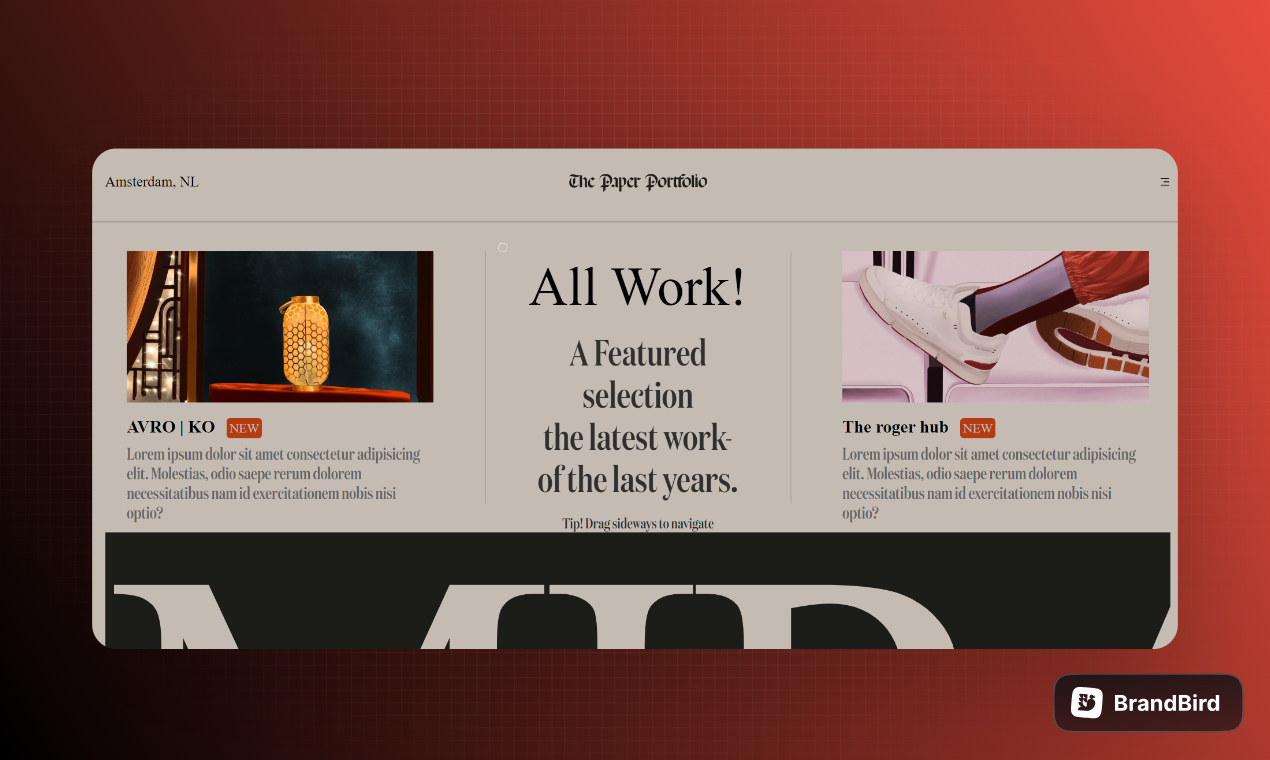 Amsterdam, NL
The Paper Portfolio
AVRO | KO NEW
Lorem ipsum dolor sit amet consectetur adipisicing
elit. Molestias, odio saepe rerum dolorem
necessitatibus nam id exercitationem nobis nisi
optio?
All Work!
A Featured
selection
the latest work-
of the last years.
Tip! Drag sideways to navigate
The roger hub NEW
Lorem ipsum dolor sit amet consectetur adipisicing
elit. Molestias, odio saepe rerum dolorem
necessitatibus nam id exercitationem nobis nisi
optio?
BrandBird